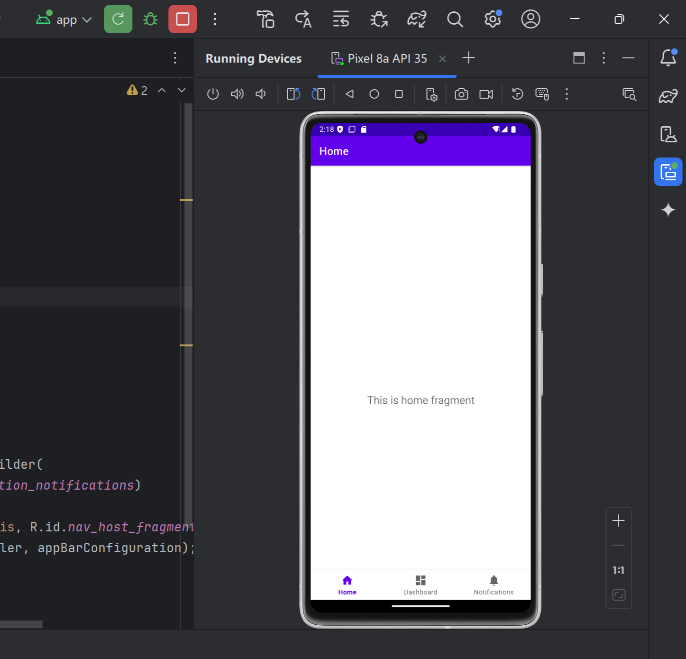 app
Running Devices
Pixel 8a API 35
2
2:18
Home
This is home fragment
ilder(
tion_notifications)
is, R.id.nav_host_fragment
ler, appBarConfiguration);
1:1
Home
Dashboard
Notifications